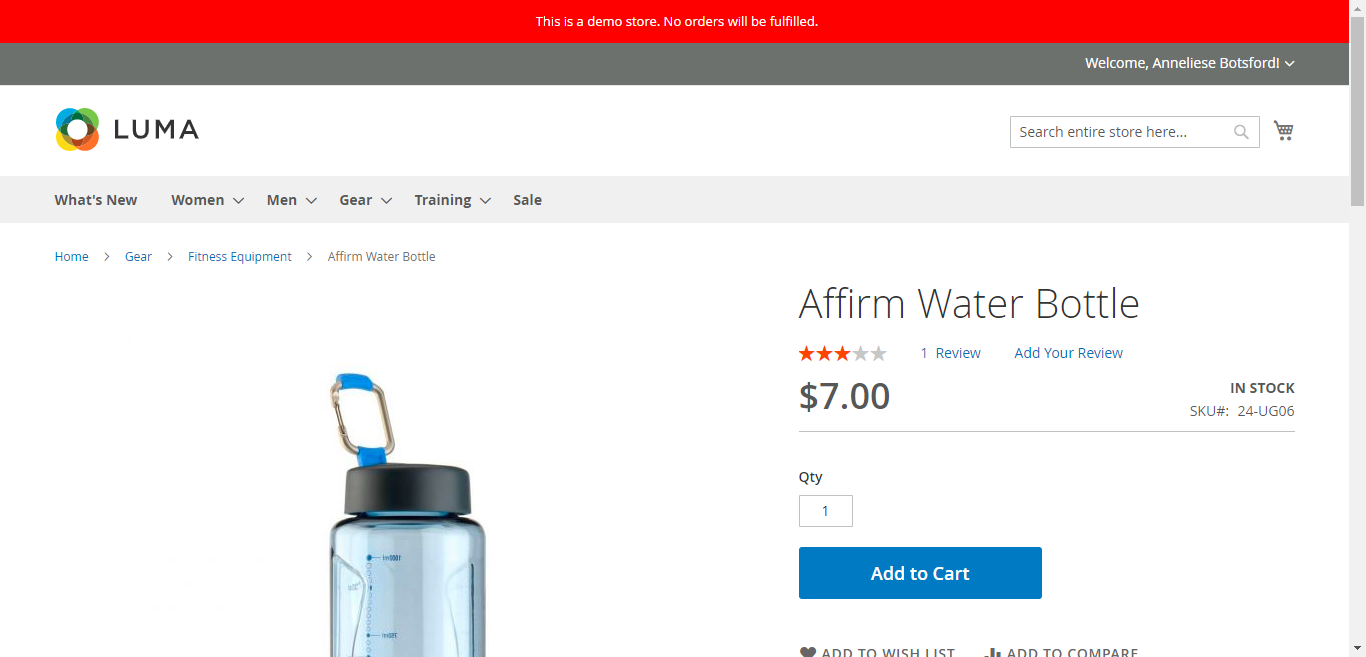 This is a demo store. No orders will be fulfilled.
Welcome, Anneliese Botsford!
LUMA
Search entire store here...
What's New Women Men Gear Training Sale
Home Gear Fitness Equipment Affirm Water Bottle
Affirm Water Bottle
1 Review Add Your Review
$7.00
IN STOCK
SKU#: 24-UG06
Qty
1
Add to Cart
ADD TO WISH LIST ADD TO COMPARE